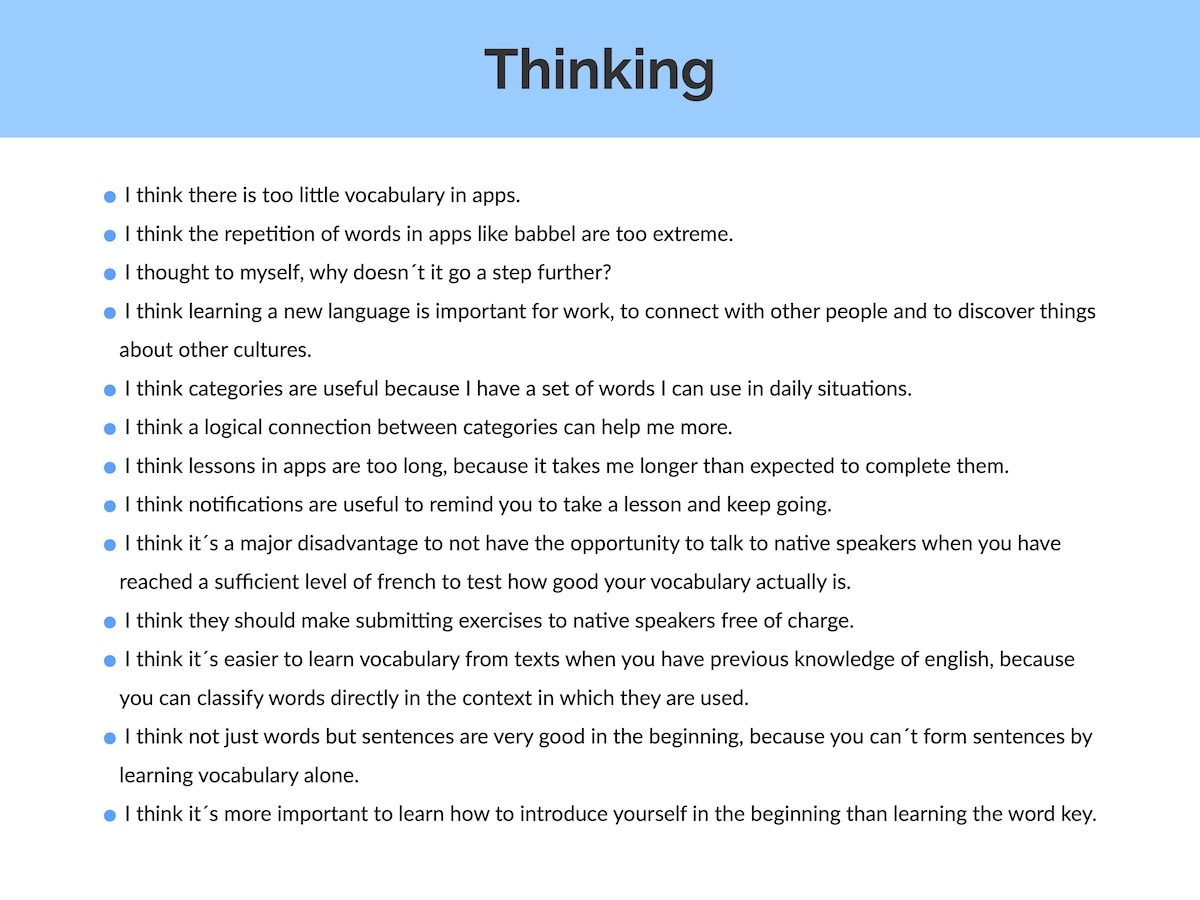 Thinking
● I think there is too little vocabulary in apps.
● I think the repetition of words in apps like babbel are too extreme.
● I thought to myself, why doesn´t it go a step further?
● I think learning a new language is important for work, to connect with other people and to discover things
about other cultures.
● I think categories are useful because I have a set of words I can use in daily situations.
● I think a logical connection between categories can help me more.
● I think lessons in apps are too long, because it takes me longer than expected to complete them.
● I think notifications are useful to remind you to take a lesson and keep going.
● I think it´s a major disadvantage to not have the opportunity to talk to native speakers when you have
reached a sufficient level of french to test how good your vocabulary actually is.
● I think they should make submitting exercises to native speakers free of charge.
● I think it´s easier to learn vocabulary from texts when you have previous knowledge of english, because
you can classify words directly in the context in which they are used.
● I think not just words but sentences are very good in the beginning, because you can´t form sentences by
learning vocabulary alone.
● I think it´s more important to learn how to introduce yourself in the beginning than learning the word key.